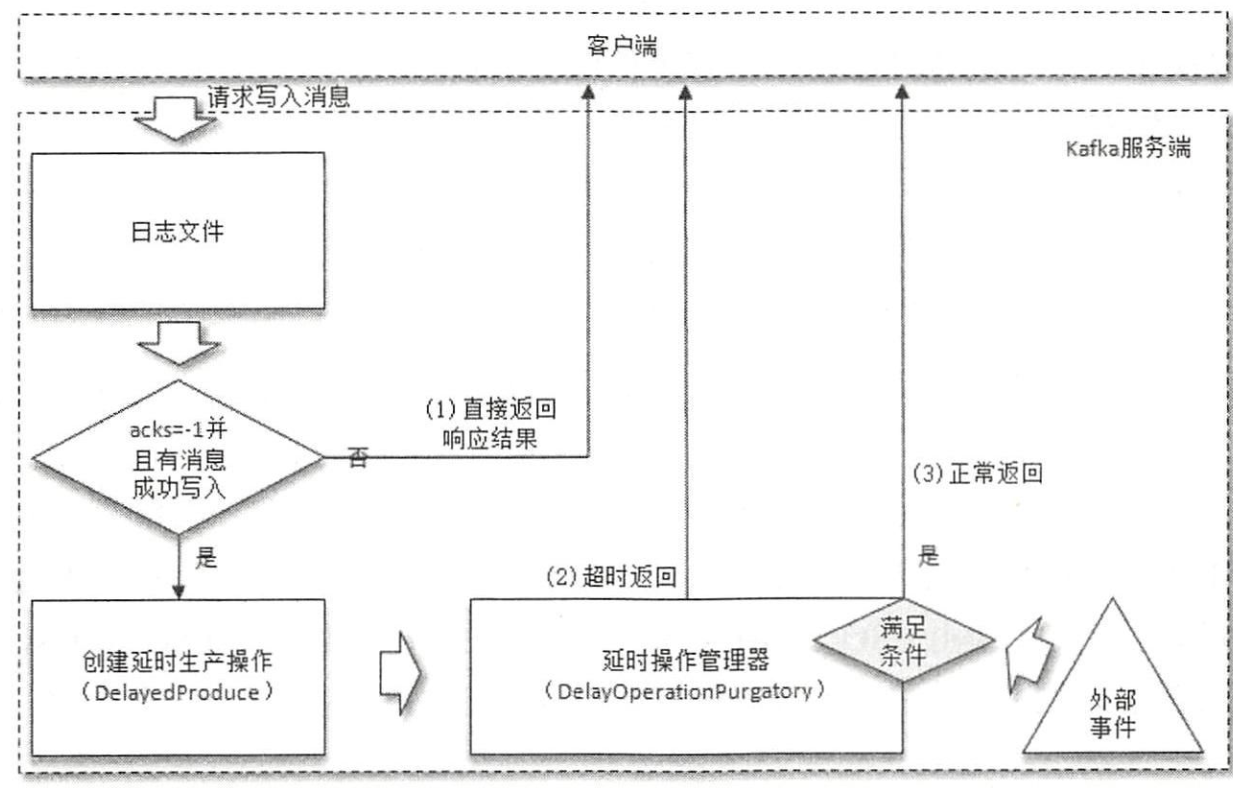 客户端
请求写入消息
Kafka服务端
日志文件
(1)直接返回
响应结果
acks=-1并
且有消息
成功写入
否
(3)正常返回
是
是
(2)超时返回
创建延时生产操作
（DelayedProduce）
延时操作管理器
（DelayOperationPurgatory）
满足
条件
外部
事件